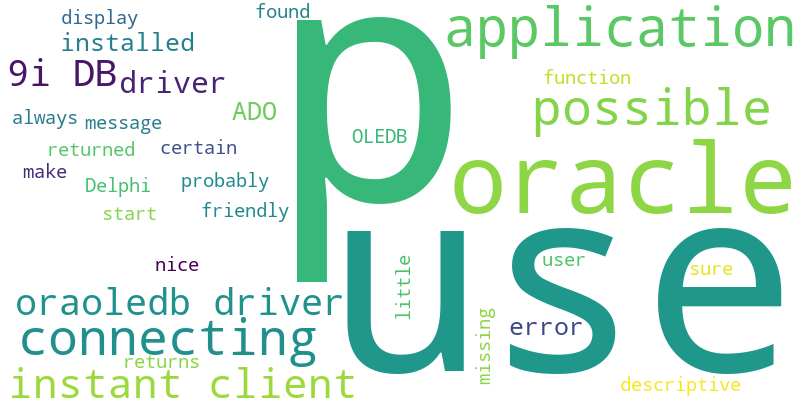 found
display
application
installed
p
9i DB
driver
function
ADO
possible
always
message
OLEDB
returned
certain
oracle
make
Delphi
probably
start
friendly
use
nice
user
sure
little
oraoledb driver
error
connecting
missing
returns
instant client
descriptive